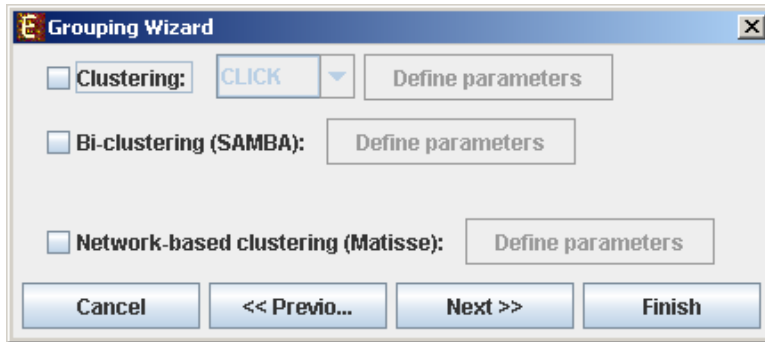 Grouping Wizard
Clustering: CLICK Define parameters
Bi-clustering (SAMBA): Define parameters
Network-based clustering (Matisse): Define parameters
Cancel << Previo... Next >> Finish